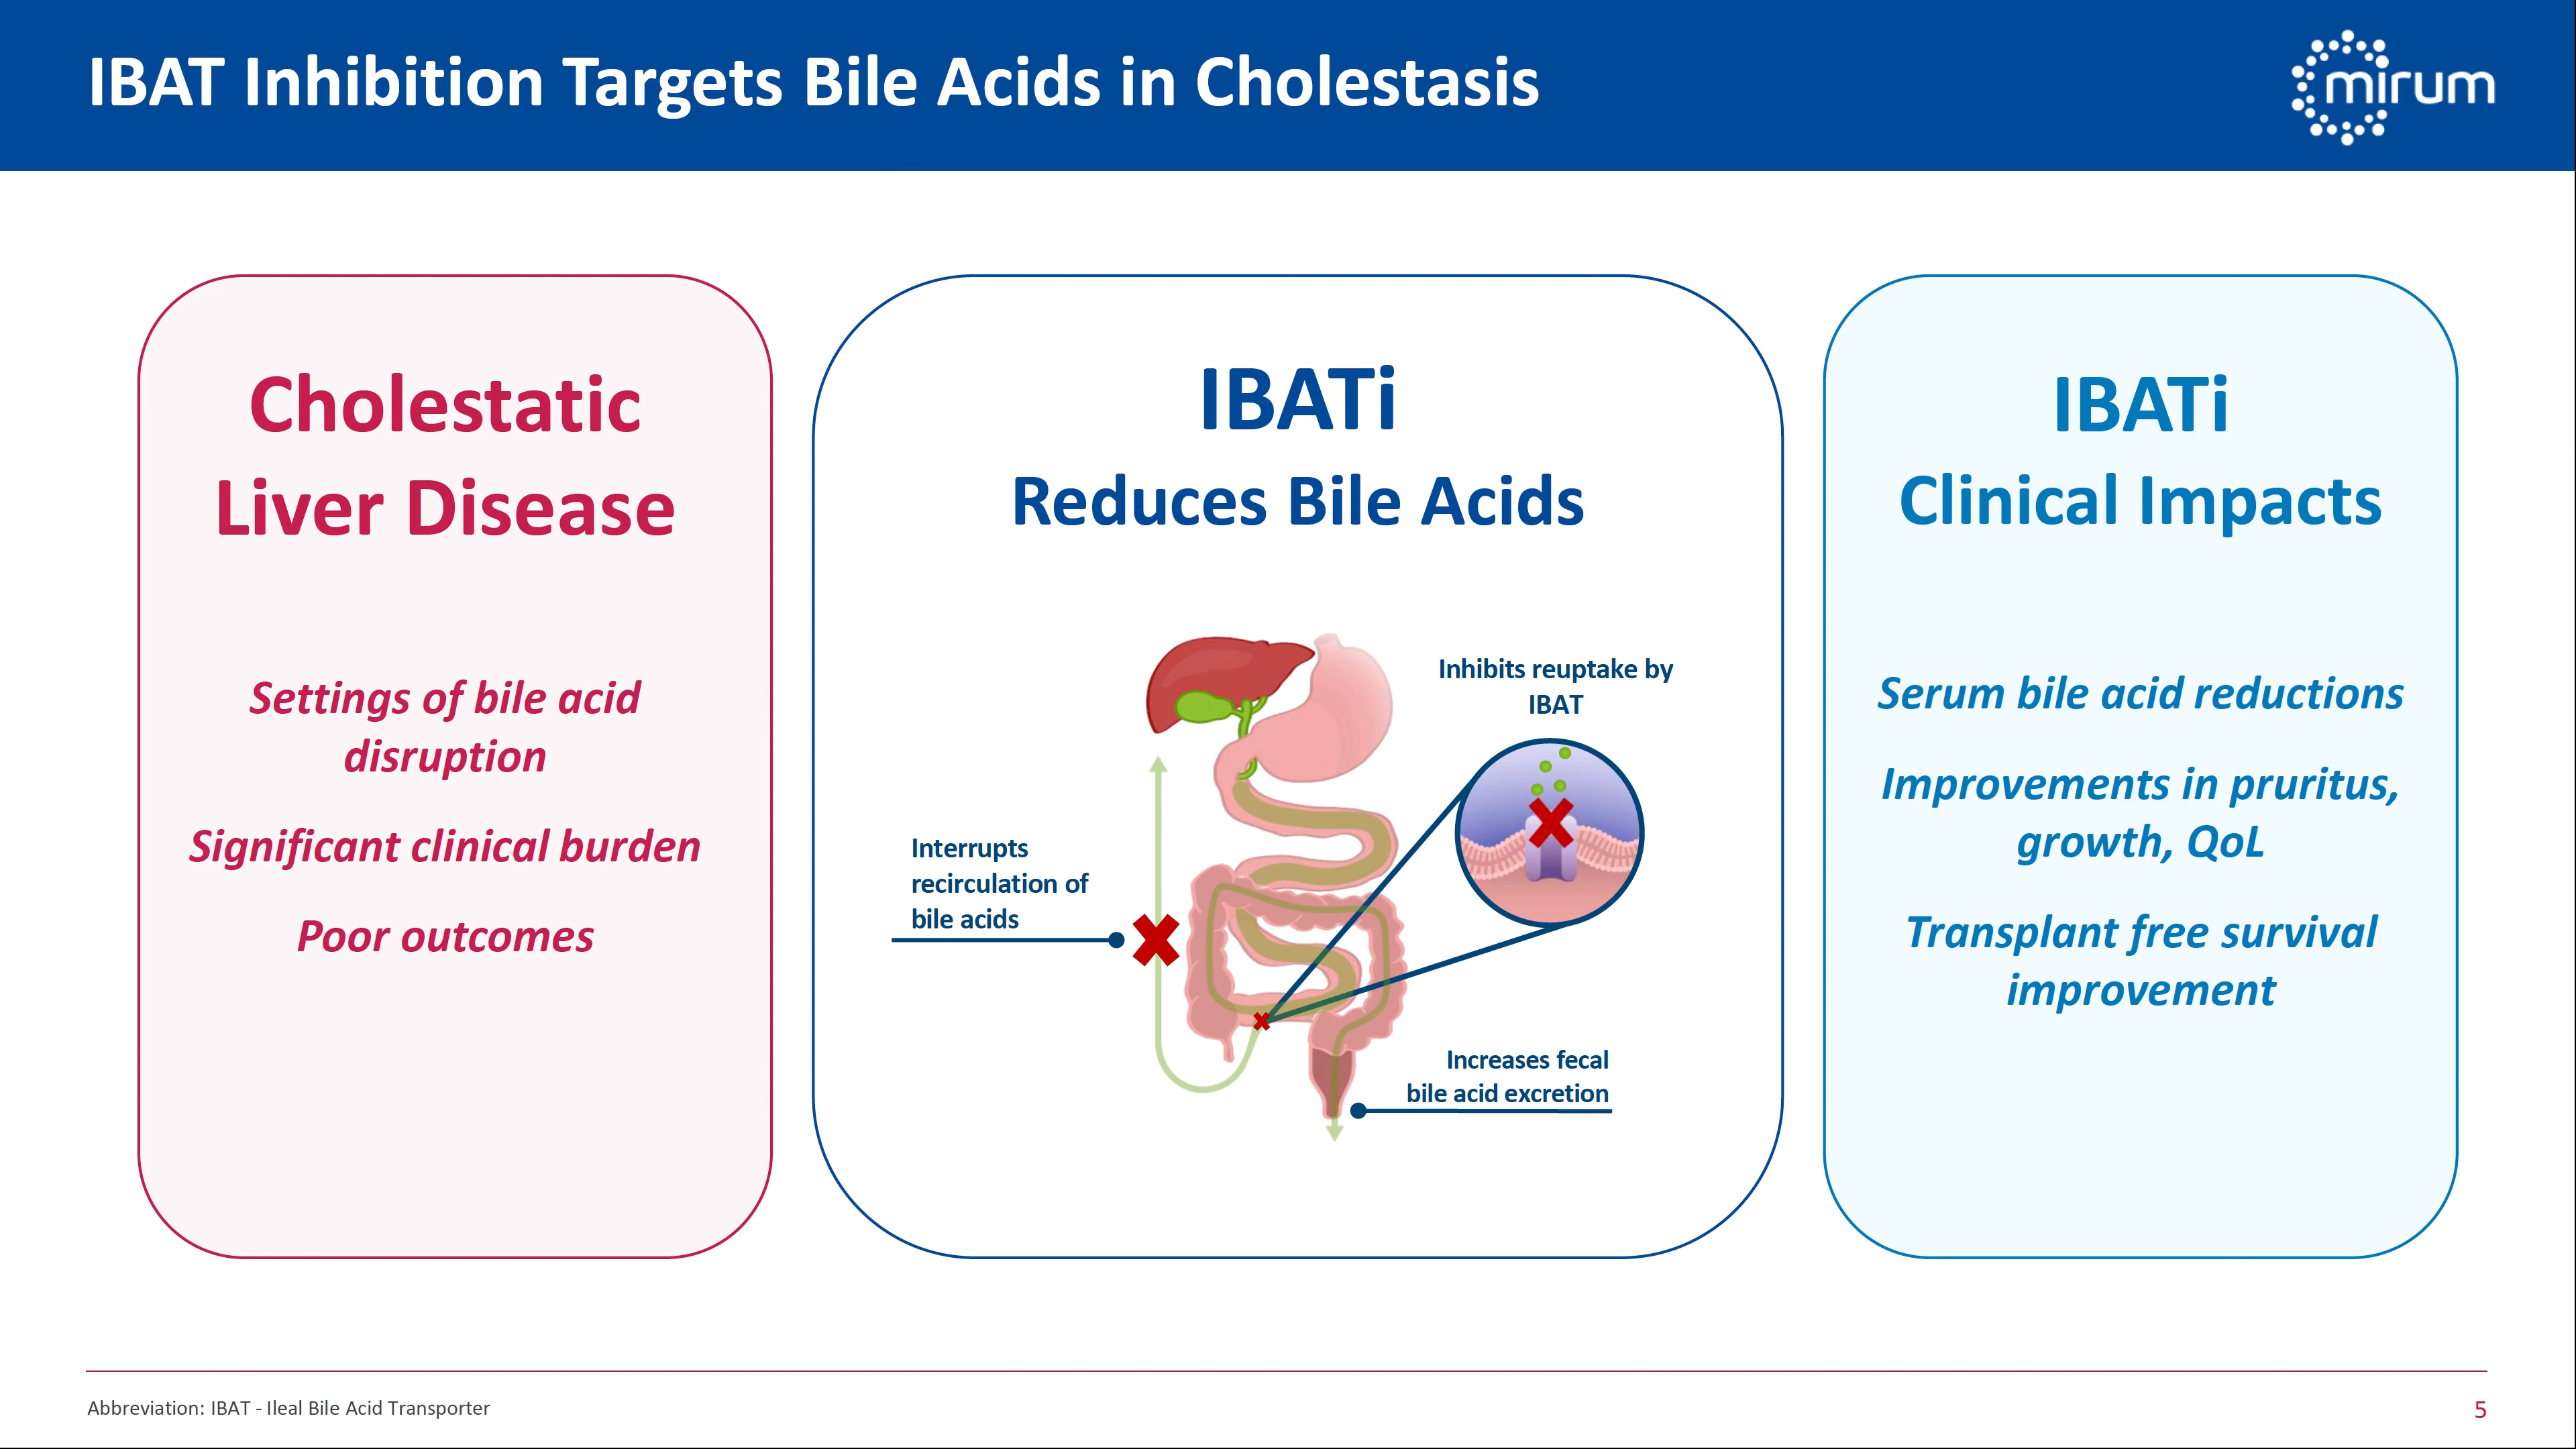 IBAT Inhibition Targets Bile Acids in Cholestasis
mirum
Cholestatic
Liver Disease
Settings of bile acid
disruption
Significant clinical burden
Poor outcomes
IBATi
Reduces Bile Acids
Inhibits reuptake by
IBAT
Interrupts
recirculation of
bile acids
Increases fecal
bile acid excretion
IBATi
Clinical Impacts
Serum bile acid reductions
Improvements in pruritus,
growth, QoL
Transplant free survival
improvement
Abbreviation: IBAT - Ileal Bile Acid Transporter
5